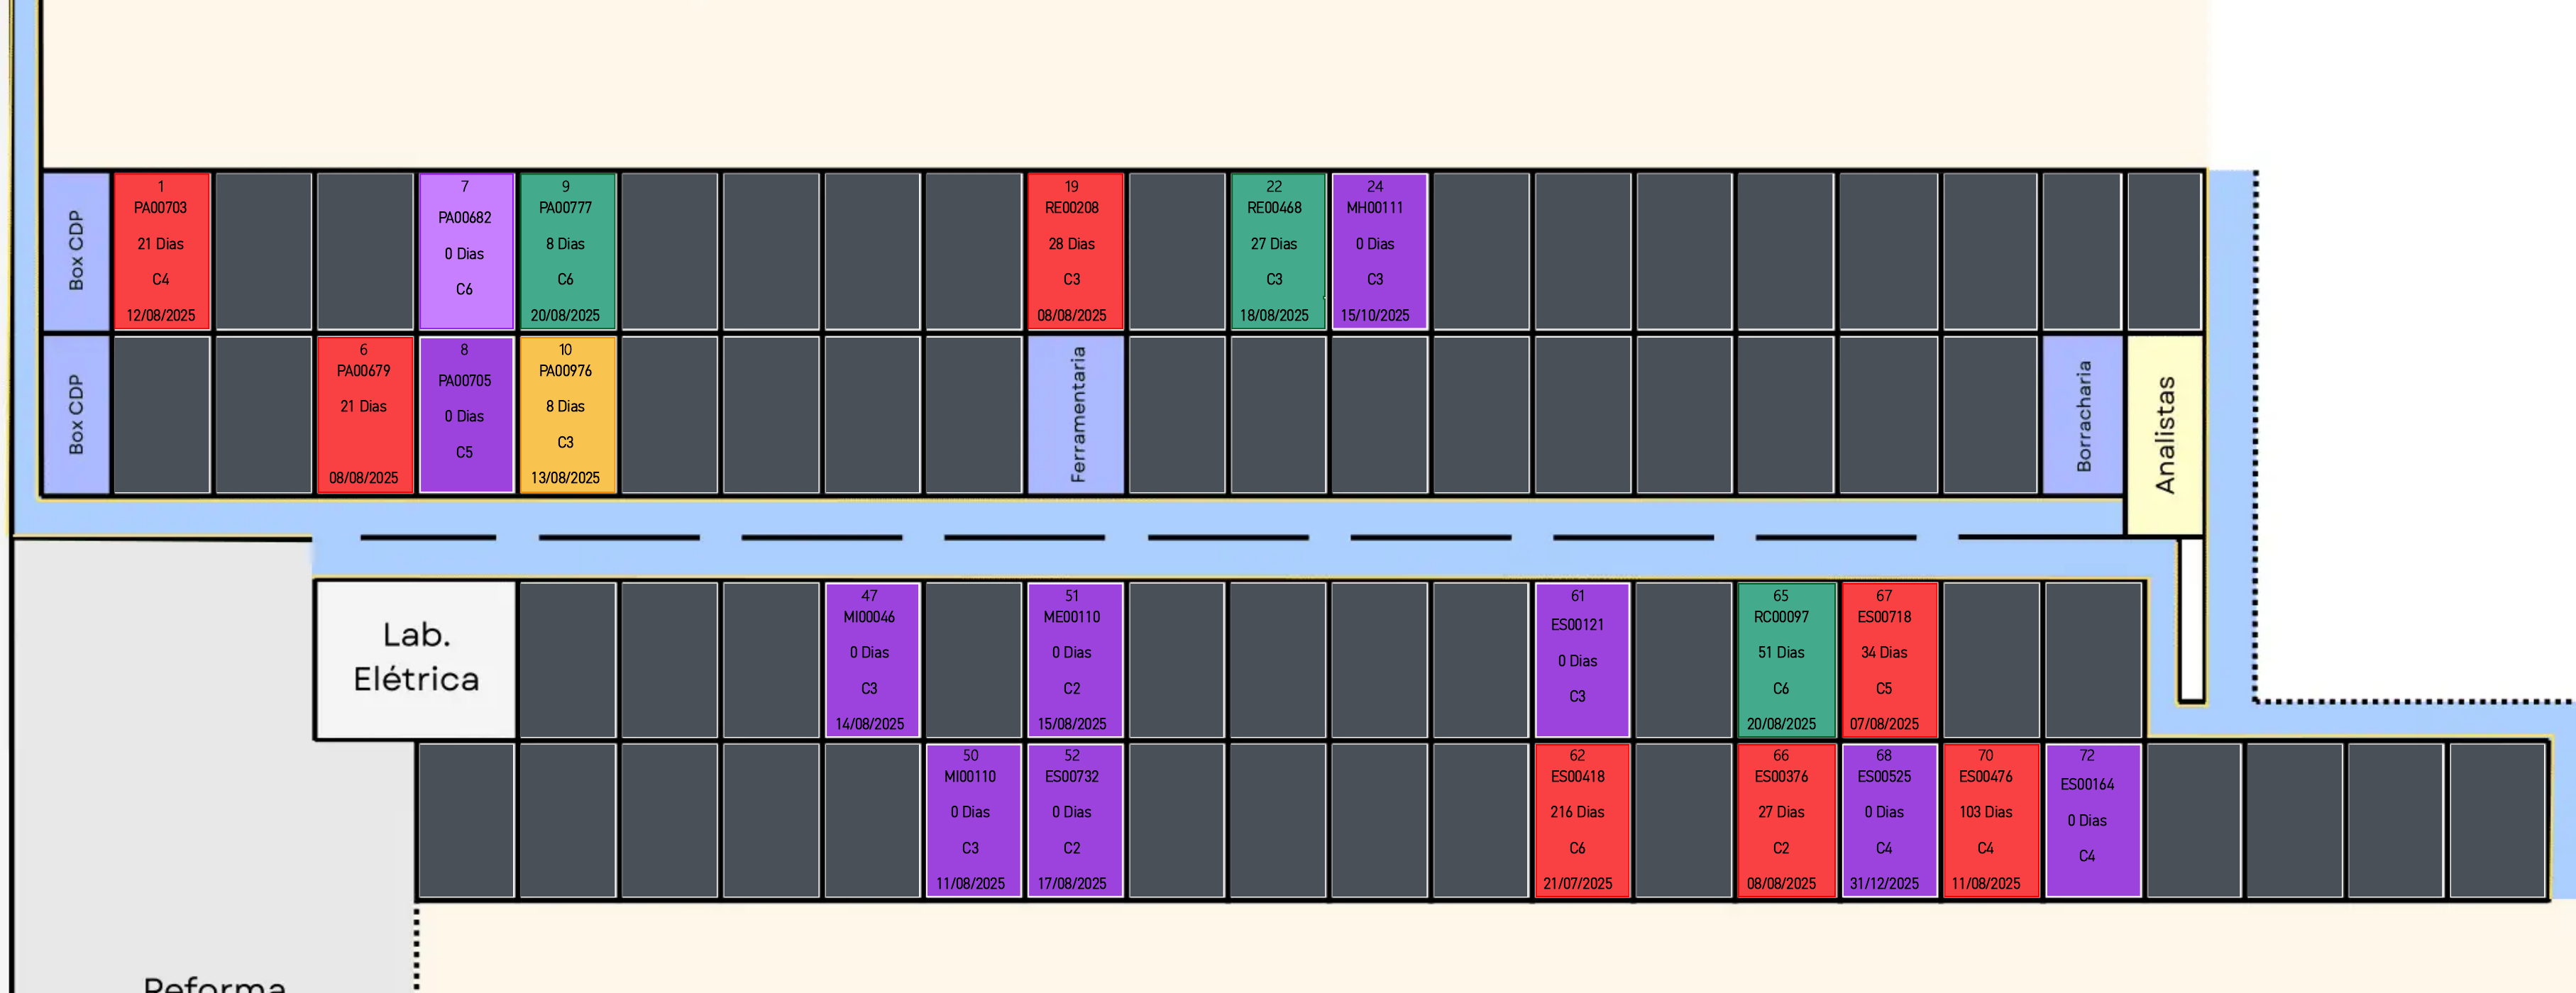 Box CDP
1
PA00703
21 Dias
C4
12/08/2025
7
PA00682
0 Dias
C6
9
PA00777
8 Dias
C6
20/08/2025
19
RE00208
28 Dias
C3
08/08/2025
22
RE00468
27 Dias
C3
18/08/2025
24
MH00111
0 Dias
C3
15/10/2025
Box CDP
6
PA00679
21 Dias
08/08/2025
8
PA00705
0 Dias
C5
10
PA00976
8 Dias
C3
13/08/2025
Ferramentaria
Borracharia
Analistas
Lab.
Elétrica
47
MI00046
0 Dias
C3
14/08/2025
51
ME00110
0 Dias
C2
15/08/2025
61
ES00121
0 Dias
C3
65
RC00097
51 Dias
C6
20/08/2025
67
ES00718
34 Dias
C5
07/08/2025
50
MI00110
0 Dias
C3
11/08/2025
52
ES00732
0 Dias
C2
17/08/2025
62
ES00418
216 Dias
C6
21/07/2025
66
ES00376
27 Dias
C2
08/08/2025
68
ES00525
0 Dias
C4
31/12/2025
70
ES00476
103 Dias
C4
11/08/2025
72
ES00164
0 Dias
C4
Reforma